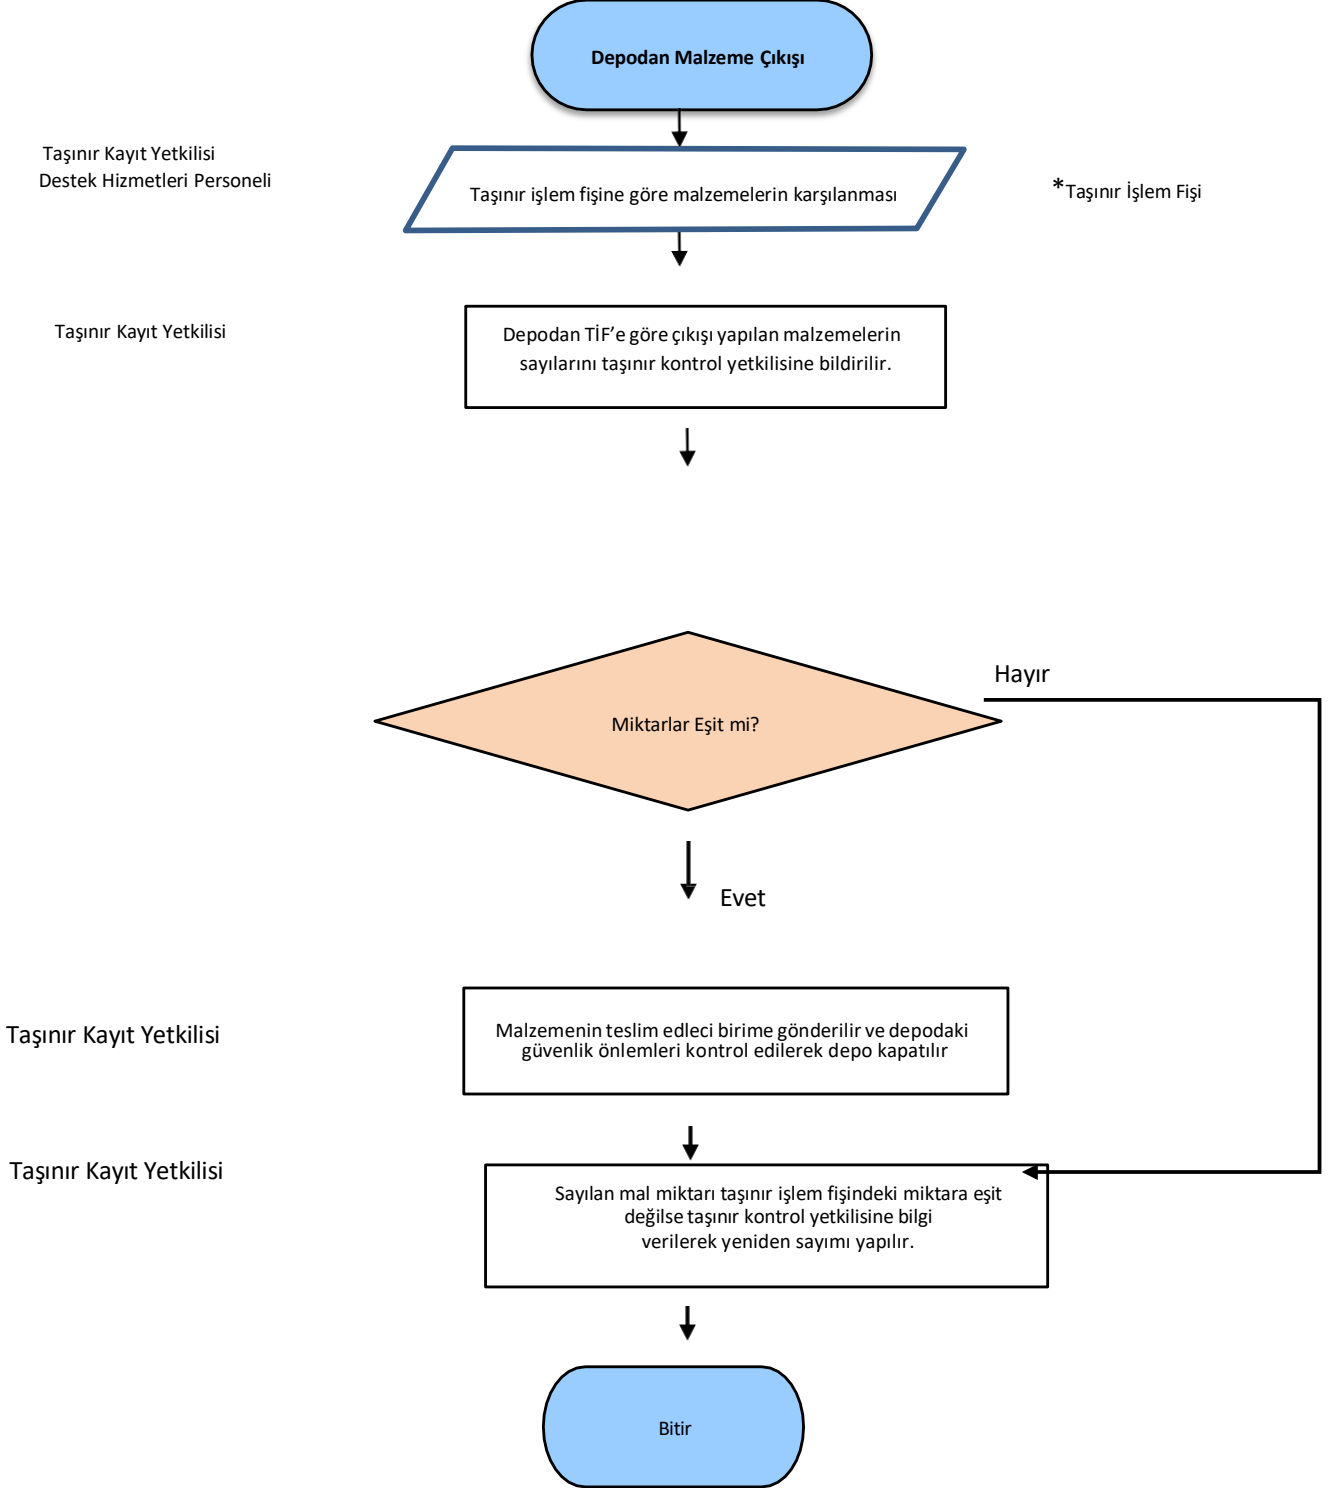 Depodan Malzeme Çıkışı
Taşınır Kayıt Yetkilisi
Destek Hizmetleri Personeli
Taşınır işlem fişine göre malzemelerin karşılanması
*Taşınır İşlem Fişi
Taşınır Kayıt Yetkilisi
Depodan TİF’e göre çıkışı yapılan malzemelerin
sayılarını taşınır kontrol yetkilisine bildirilir.
Hayır
Miktarlar Eşit mi?
Evet
Taşınır Kayıt Yetkilisi
Malzemenin teslim edleci birime gönderilir ve depodaki
güvenlik önlemleri kontrol edilerek depo kapatılır
Taşınır Kayıt Yetkilisi
Sayılan mal miktarı taşınır işlem fişindeki miktara eşit
değilse taşınır kontrol yetkilisine bilgi
verilerek yeniden sayımı yapılır.
Bitir